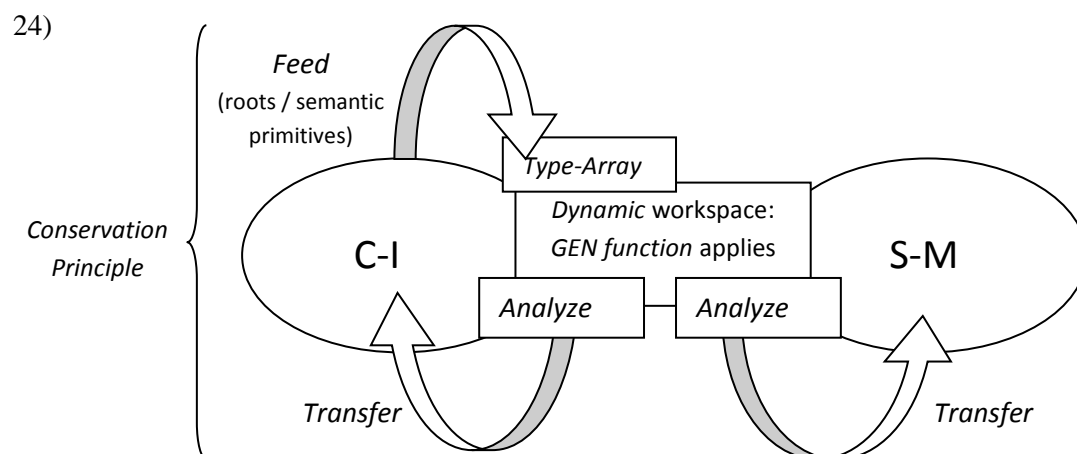 24)
Feed
(roots / semantic
primitives)
Type-Array
Dynamic workspace:
GEN function applies
Conservation
Principle
C-I
S-M
Analyze
Analyze
Transfer
Transfer